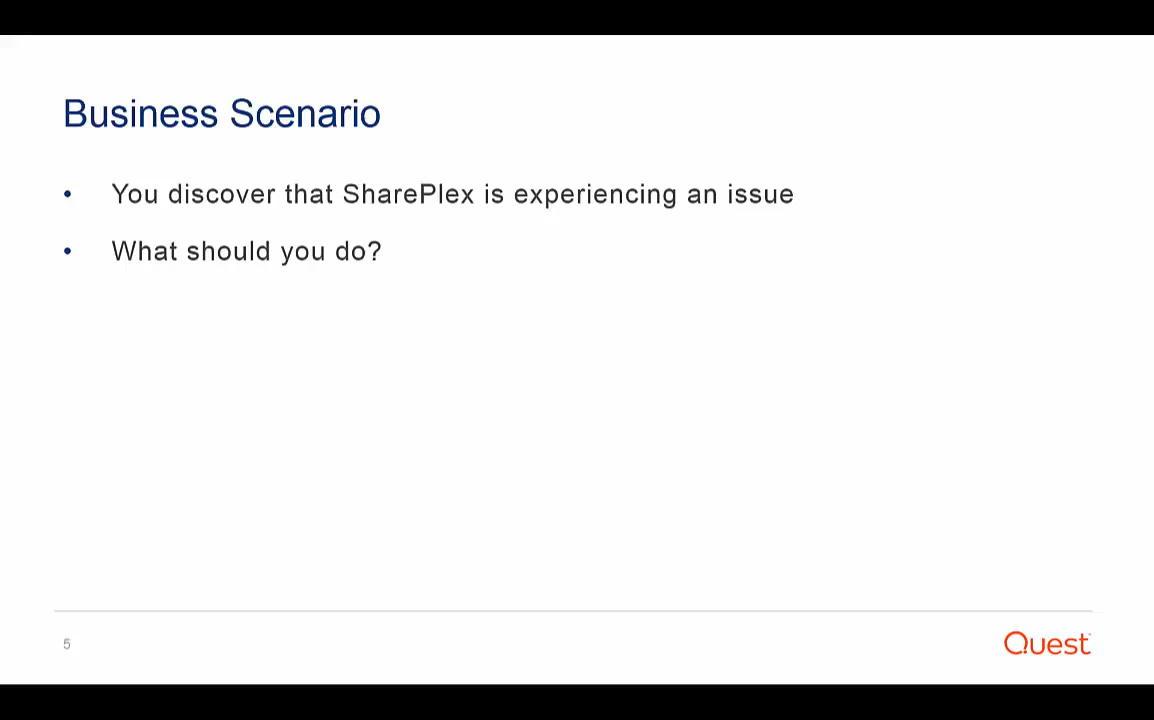 Business Scenario
• You discover that SharePlex is experiencing an issue
• What should you do?
5
Quest